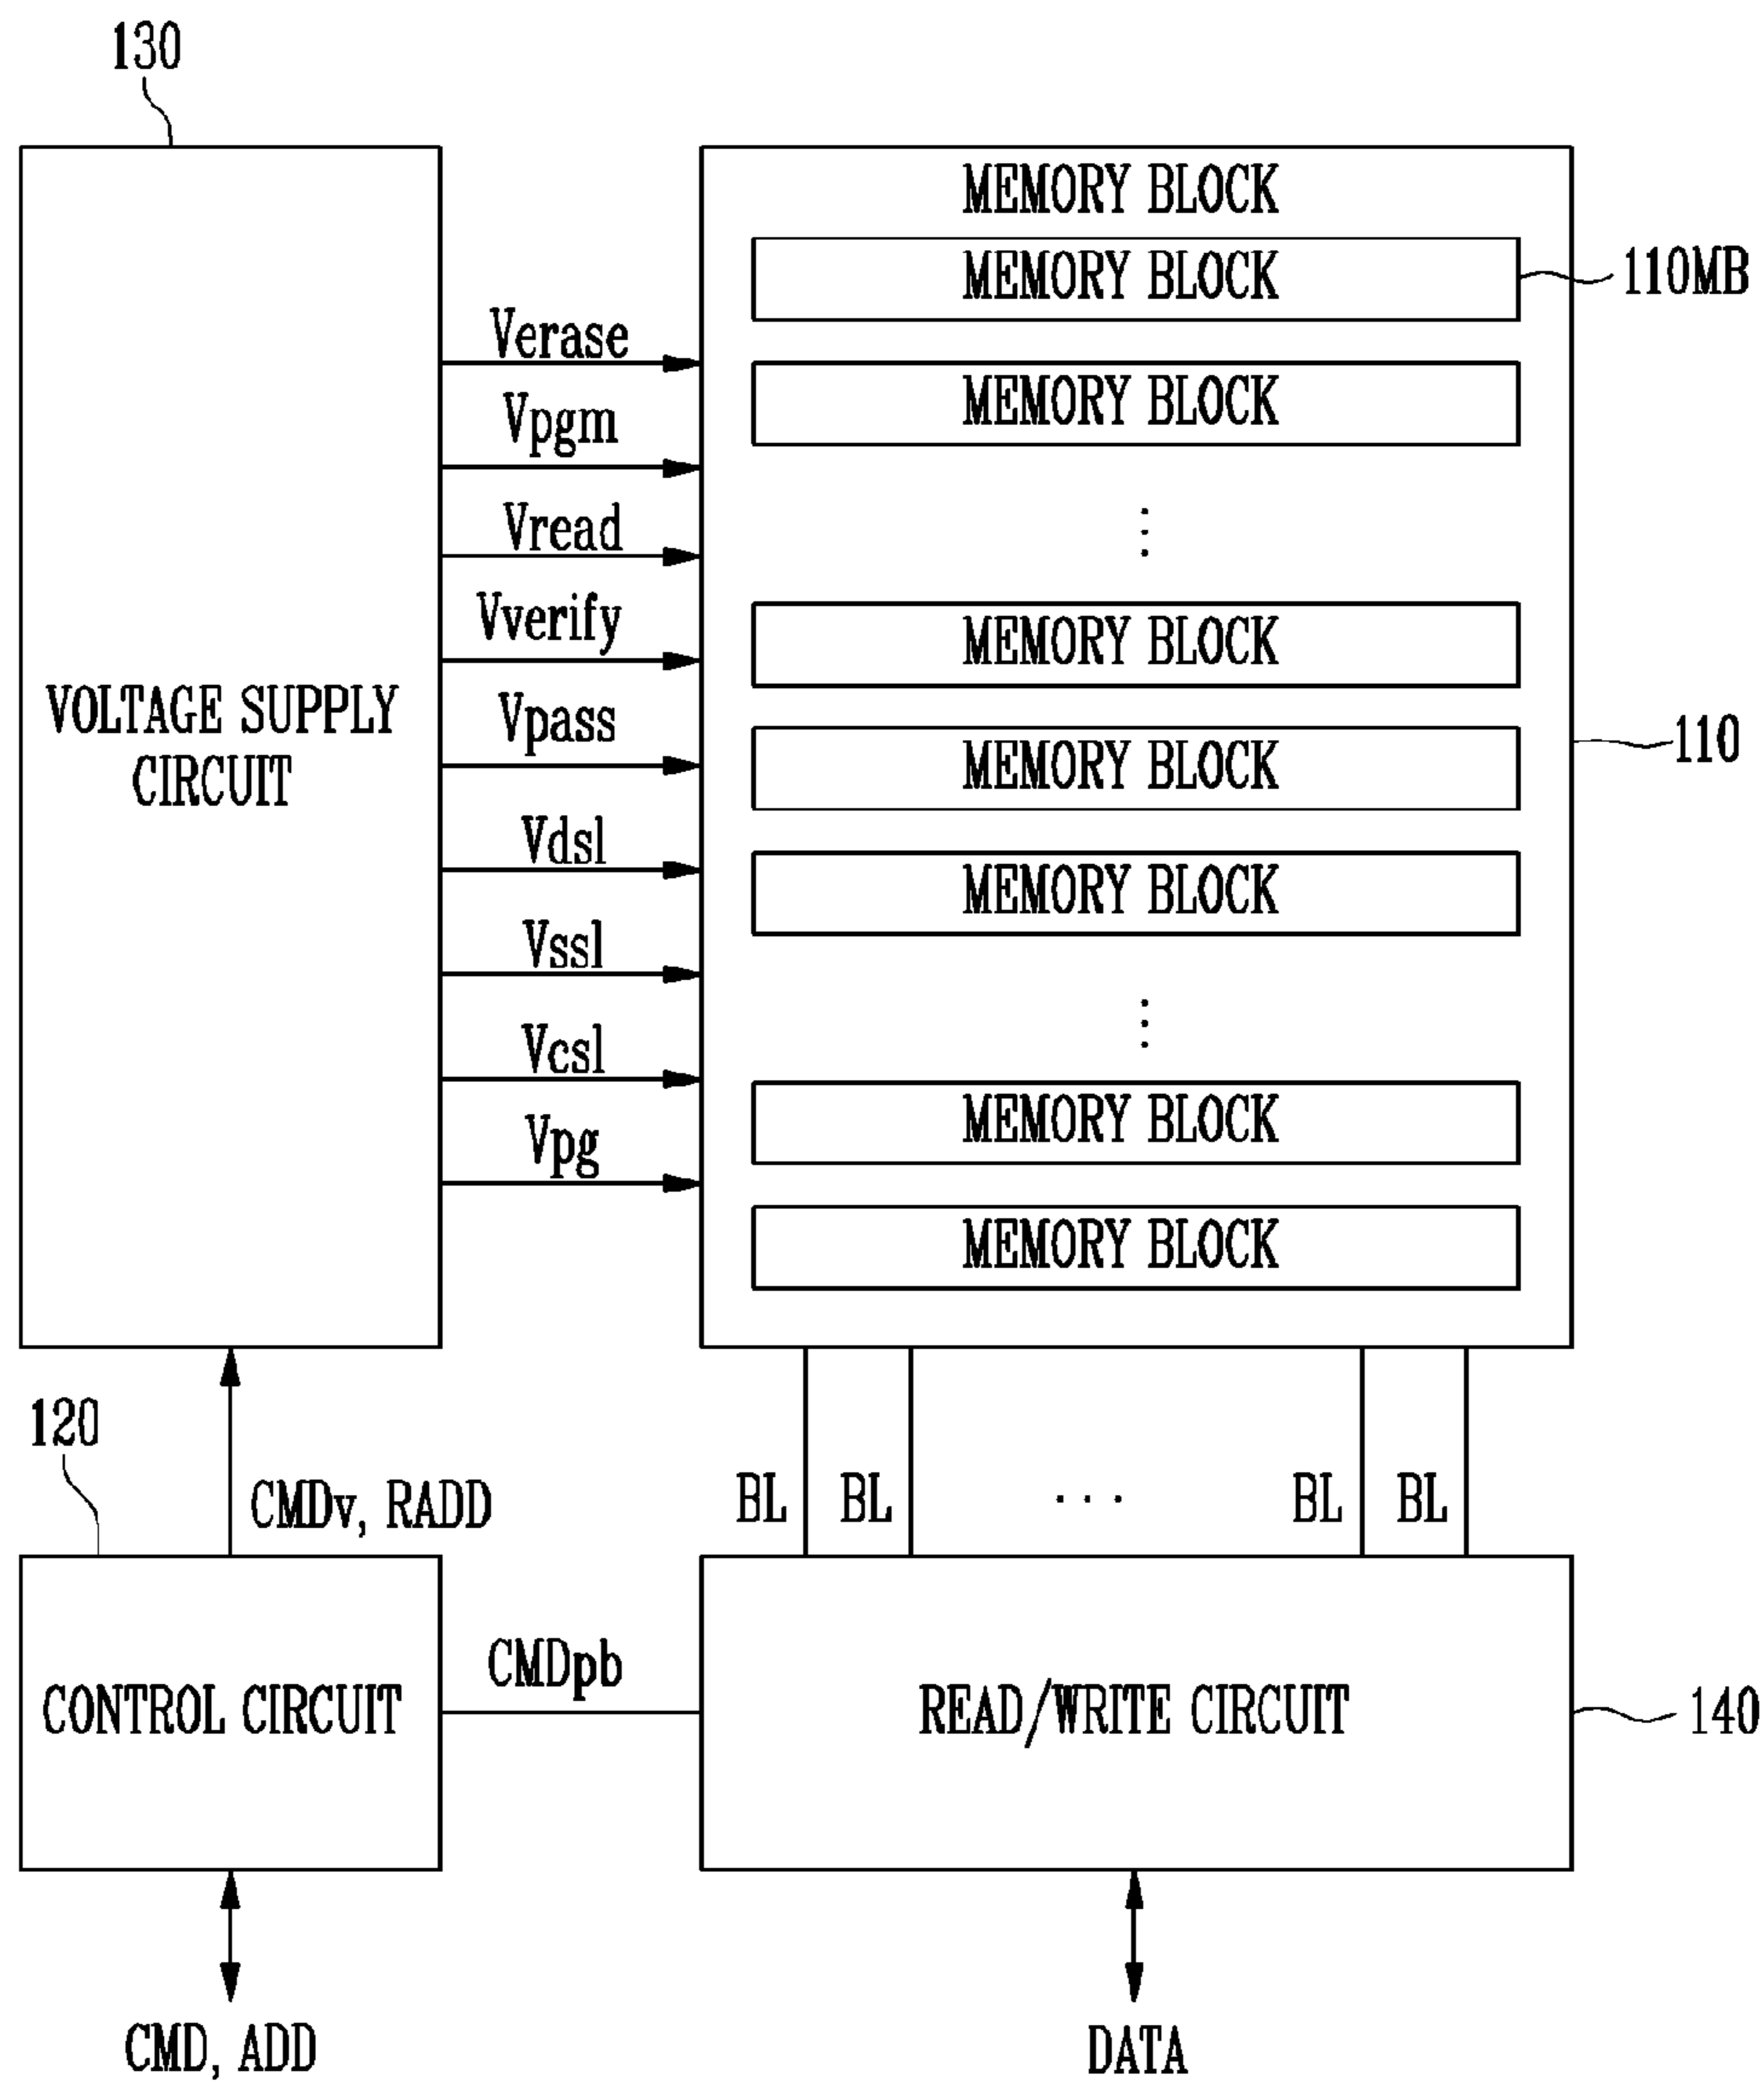 130
MEMORY BLOCK
MEMORY BLOCK
110MB
Verase
MEMORY BLOCK
Vpgm
Vread
Vverify
MEMORY BLOCK
VOLTAGE SUPPLY
CIRCUIT
Vpass
MEMORY BLOCK
110
Vdsl
MEMORY BLOCK
Vssl
Vcsl
MEMORY BLOCK
Vpg
MEMORY BLOCK
120
CMDv, RADD
BL
BL
. . .
BL
BL
CMDpb
CONTROL CIRCUIT
READ/WRITE CIRCUIT
140
CMD, ADD
DATA